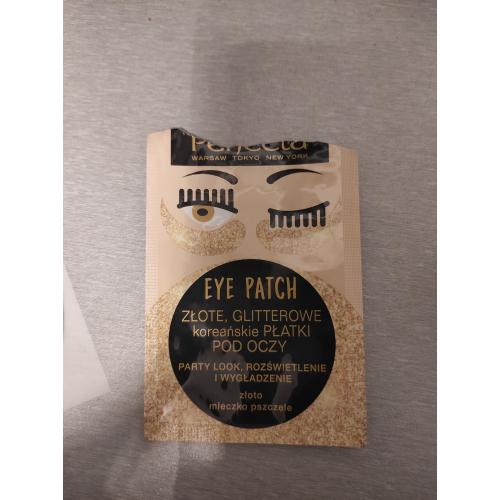 Perfecta
WARSAW TOKYO NEW YORK
EYE PATCH
ZŁOTE, GLITTEROWE
koreańskie PŁATKI
POD OCZY
PARTY LOOK, ROZŚWIETLENIE
I WYGŁADZENIE
złoto
mleczko pszczele